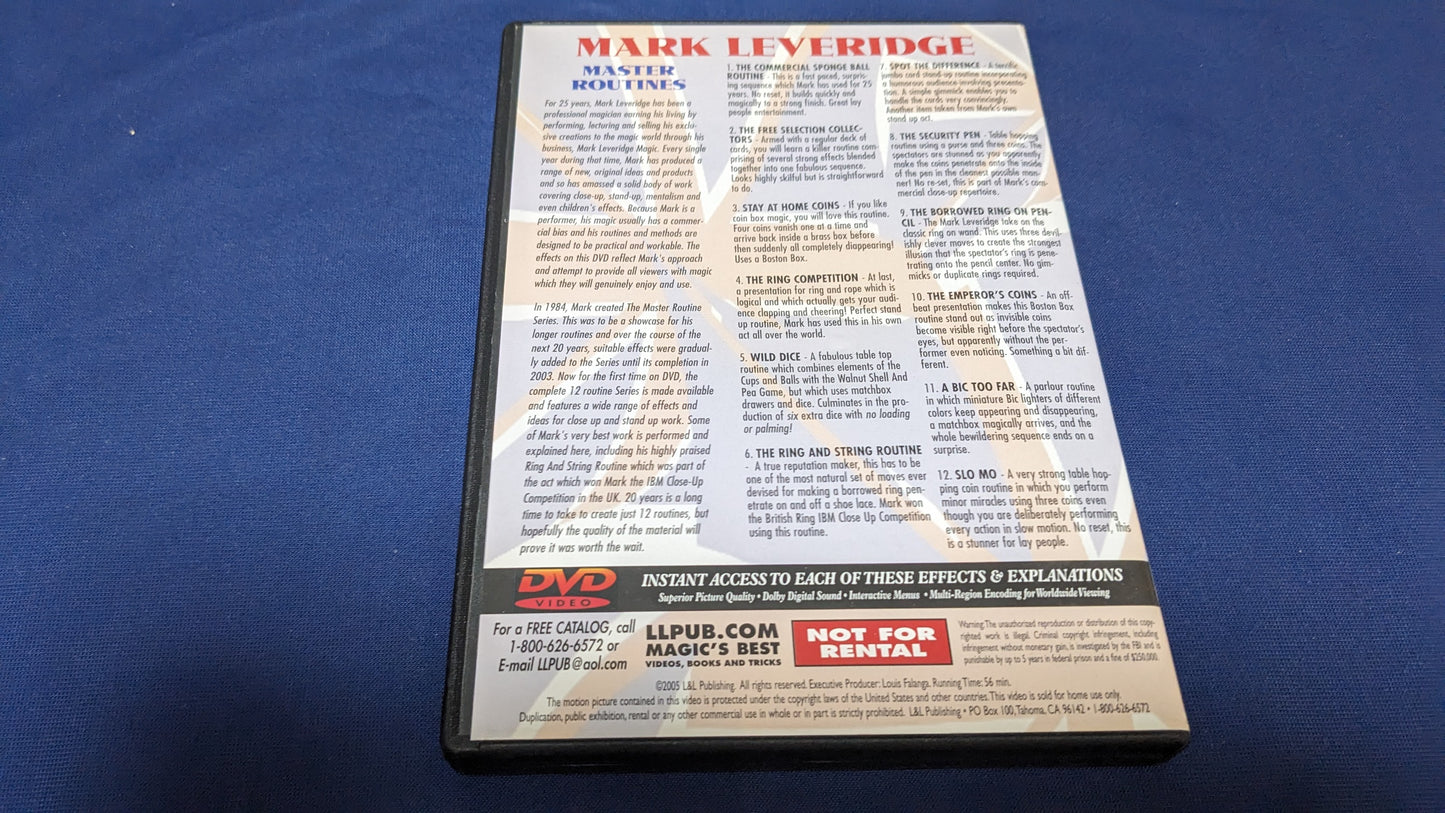 MARK LEVERIDGE
MASTER
ROUTINES
For 25 years, Mark Leveridge has been a
professional magician earning his living by
performing, lecturing and selling his exclu-
sive creations to the magic world through his
business, Mark Leveridge Magic. Every single
year during that time, Mark has produced a
range of new, original ideas and products
and so has amassed a solid body of work
covering close-up, stand-up, mentalism and
even children's effects. Because Mark is a
performer, his magic usually has a commer-
cial bias and his routines and methods are
designed to be practical and workable. The
effects on this DVD reflect Mark's approach
and attempt to provide all viewers with magic
which they will genuinely enjoy and use.
In 1984, Mark created The Master Routine
Series. This was to be a showcase for his
longer routines and over the course of the
next 20 years, suitable effects were gradual-
ly added to the Series until its completion in
2003. Now for the first time on DVD, the
complete 12 routine Series is made available
and features a wide range of effects and
ideas for close up and stand up work. Some
of Mark's very best work is performed and
explained here, including his highly praised
Ring And String Routine which was part of
the act which won Mark the IBM Close-Up
Competition in the UK. 20 years is a long
time to take to create just 12 routines, but
hopefully the quality of the material will
prove it was worth the wait.
1. THE COMMERCIAL SPONGE BALL
ROUTINE - This is a fast paced, surpris-
ing sequence which Mark has used for 25
years. No reset, it builds quickly and
magically to a strong finish. Great lay
people entertainment.
2. THE FREE SELECTION COLLEC-
TORS - Armed with a regular deck of
cards, you will learn a killer routine com-
prising of several strong effects blended
together into one fabulous sequence.
Looks highly skilful but is straightforward
to do.
3. STAY AT HOME COINS - If you like
coin box magic, you will love this routine.
Four coins vanish one at a time and
arrive back inside a brass box before
then suddenly all completely disappearing!
Uses a Boston Box.
4. THE RING COMPETITION - At last,
a presentation for ring and rope which is
logical and which actually gets your audi-
ence clapping and cheering! Perfect stand
up routine, Mark has used this in his own
act all over the world.
5. WILD DICE - A fabulous table top
routine which combines elements of the
Cups and Balls with the Walnut Shell And
Pea Game, but which uses matchbox
drawers and dice. Culminates in the pro-
duction of six extra dice with no loading
or palming!
6. THE RING AND STRING ROUTINE
- A true reputation maker, this has to be
one of the most natural set of moves ever
devised for making a borrowed ring pen-
etrate on and off a shoe lace. Mark won
the British Ring IBM Close Up Competition
using this routine.
7. SPOT THE DIFFERENCE - A terrific
jumbo card stand-up routine incorporating
a humorous audience involving presenta-
tion. A simple gimmick enables you to
handle the cards very convincingly.
Another item taken from Mark's own
stand up act.
8. THE SECURITY PEN - Table hopping
routine using a purse and three coins. The
spectators are stunned as you apparently
make the coins penetrate onto the inside
of the pen in the cleanest possible man-
ner! No re-set, this is part of Mark's com-
mercial close-up repertoire.
9. THE BORROWED RING ON PEN-
CIL - The Mark Leveridge take on the
classic ring on wand. This uses three devil-
ishly clever moves to create the strongest
illusion that the spectator's ring is pene-
trating onto the pencil center. No gim-
micks or duplicate rings required.
10. THE EMPEROR'S COINS - An off-
beat presentation makes this Boston Box
routine stand out as invisible coins
become visible right before the spectator's
eyes, but apparently without the per-
former even noticing. Something a bit dif-
ferent.
11. A BIC TOO FAR - A parlour routine
in which miniature Bic lighters of different
colors keep appearing and disappearing,
a matchbox magically arrives, and the
whole bewildering sequence ends on a
surprise.
12. SLO MO - A very strong table hop-
ping coin routine in which you perform
minor miracles using three coins even
though you are deliberately performing
every action in slow motion. No reset, this
is a stunner for lay people.
DVD
VIDEO
INSTANT ACCESS TO EACH OF THESE EFFECTS & EXPLANATIONS
Superior Picture Quality • Dolby Digital Sound • Interactive Menus • Multi-Region Encoding for Worldwide Viewing
For a FREE CATALOG, call
1-800-626-6572 or
E-mail LLPUB@aol.com
LLPUB.COM
MAGIC'S BEST
VIDEOS, BOOKS AND TRICKS
NOT FOR
RENTAL
Warning: The unauthorized reproduction or distribution of this copy-
righted work is illegal. Criminal copyright infringement, including
infringement without monetary gain, is investigated by the FBI and is
punishable by up to 5 years in federal prison and a fine of $250,000.
©2005 L&L Publishing. All rights reserved. Executive Producer: Louis Falanga. Running Time: 56 min.
The motion picture contained in this video is protected under the copyright laws of the United States and other countries. This video is sold for home use only.
Duplication, public exhibition, rental or any other commercial use in whole or in part is strictly prohibited. L&L Publishing • PO Box 100, Tahoma, CA 96142 • 1-800-626-6572